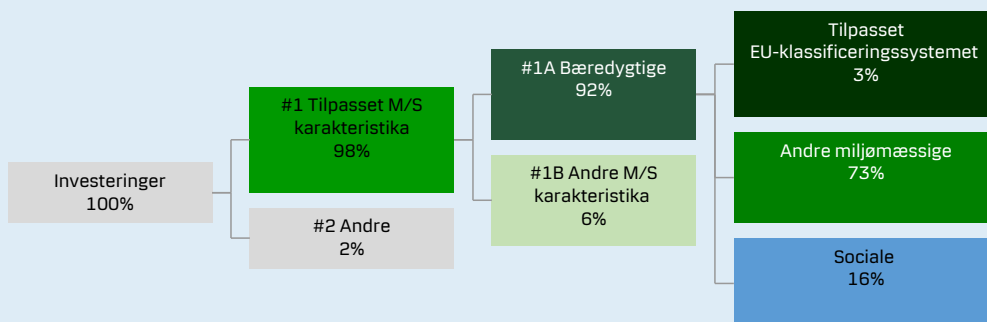 Investeringer
100%
#1 Tilpasset M/S
karakteristika
98%
#2 Andre
2%
#1A Bæredygtige
92%
#1B Andre M/S
karakteristika
6%
Tilpasset
EU-klassificeringssystemet
3%
Andre miljømæssige
73%
Sociale
16%